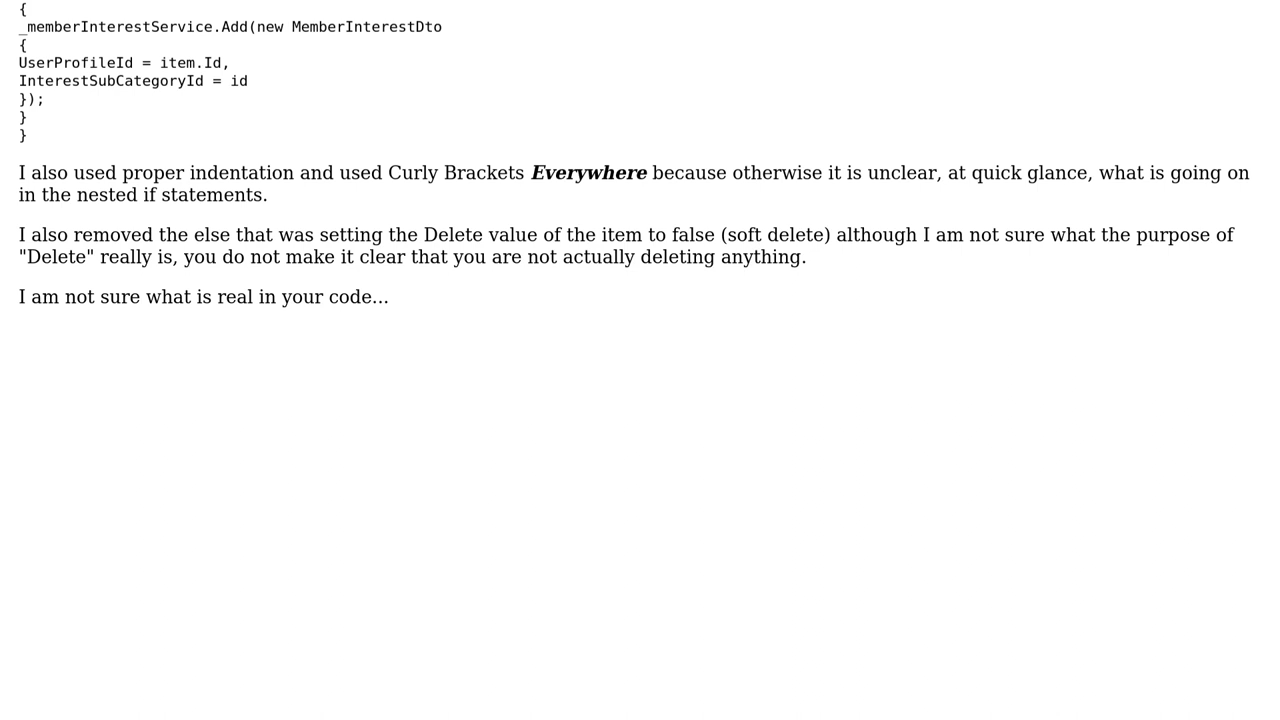 {
_memberInterestService.Add(new MemberInterestDto
{
UserProfileId = item.Id,
InterestSubCategoryId = id
});
}
}
I also used proper indentation and used Curly Brackets Everywhere because otherwise it is unclear, at quick glance, what is going on
in the nested if statements.
I also removed the else that was setting the Delete value of the item to false (soft delete) although I am not sure what the purpose of
"Delete" really is, you do not make it clear that you are not actually deleting anything.
I am not sure what is real in your code...